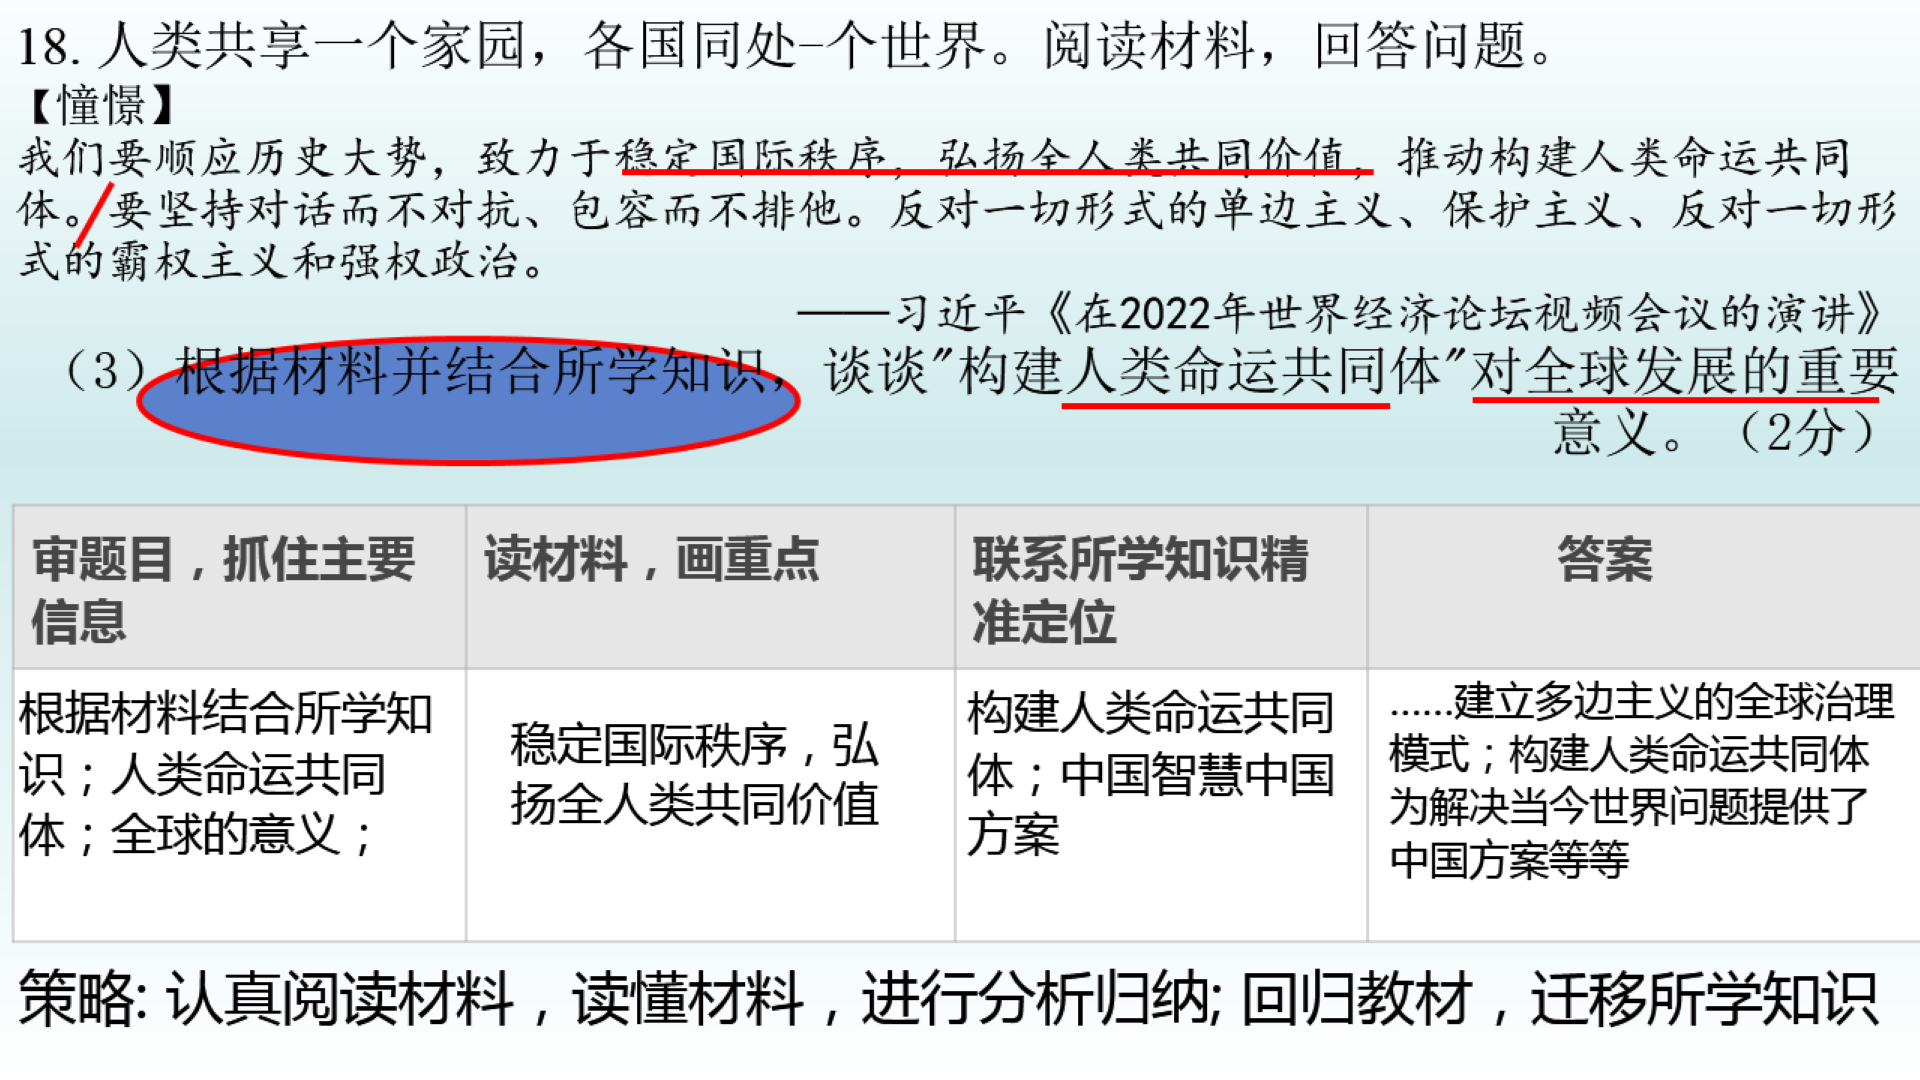 18. 人类共享一个家园，各国同处-个世界。阅读材料，回答问题。
【憧憬】
我们要顺应历史大势，致力于稳定国际秩序，弘扬全人类共同价值，推动构建人类命运共同
体。要坚持对话而不对抗、包容而不排他。反对一切形式的单边主义、保护主义、反对一切形
式的霸权主义和强权政治。
——习近平《在2022年世界经济论坛视频会议的演讲》
（3）根据材料并结合所学知识，谈谈"构建人类命运共同体"对全球发展的重要
意义。（2分）
审题目，抓住主要
信息
读材料，画重点
联系所学知识精
准定位
答案
根据材料结合所学知
识；人类命运共同
体；全球的意义；
稳定国际秩序，弘
扬全人类共同价值
构建人类命运共同
体；中国智慧中国
方案
……建立多边主义的全球治理
模式；构建人类命运共同体
为解决当今世界问题提供了
中国方案等等
策略: 认真阅读材料，读懂材料，进行分析归纳; 回归教材，迁移所学知识